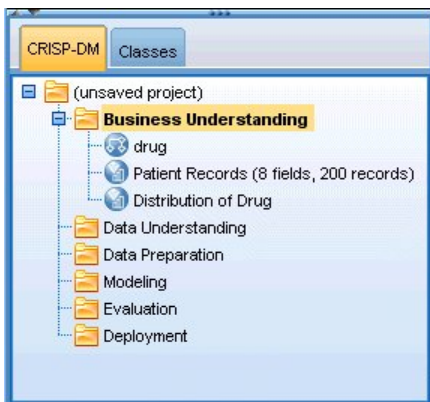 CRISP-DM Classes
(unsaved project)
Business Understanding
drug
Patient Records (8 fields, 200 records)
Distribution of Drug
Data Understanding
Data Preparation
Modeling
Evaluation
Deployment